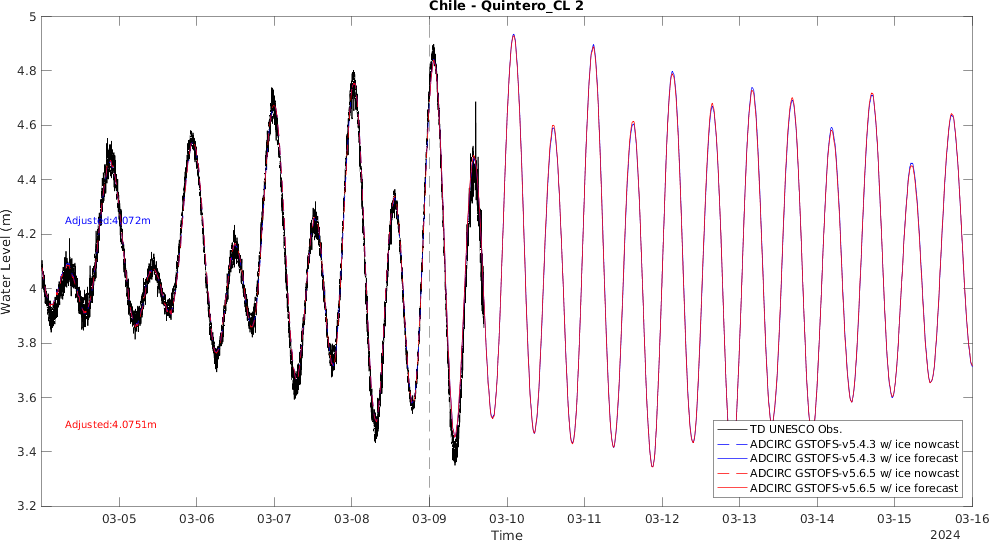 Chile - Quintero_CL 2
5
4.8
4.6
4.4
4.2
4
3.8
3.6
3.4
3.2
Water Level (m)
Adjusted:4.072m
Adjusted:4.0751m
TD UNESCO Obs.
ADCIRC GSTOFS-v5.4.3 w/ ice nowcast
ADCIRC GSTOFS-v5.4.3 w/ ice forecast
ADCIRC GSTOFS-v5.6.5 w/ ice nowcast
ADCIRC GSTOFS-v5.6.5 w/ ice forecast
03-05 03-06 03-07 03-08 03-09 03-10 03-11 03-12 03-13 03-14 03-15 03-16
Time
2024